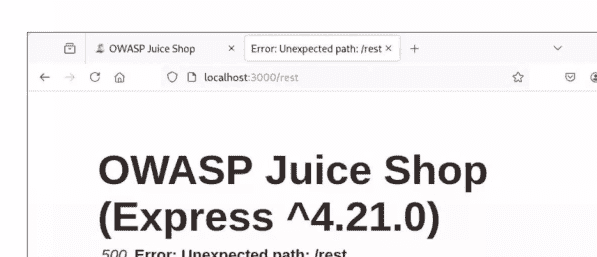 OWASP Juice Shop
Error: Unexpected path: /rest
localhost:3000/rest
OWASP Juice Shop
(Express ^4.21.0)
500 Error: Unexpected path: /rest